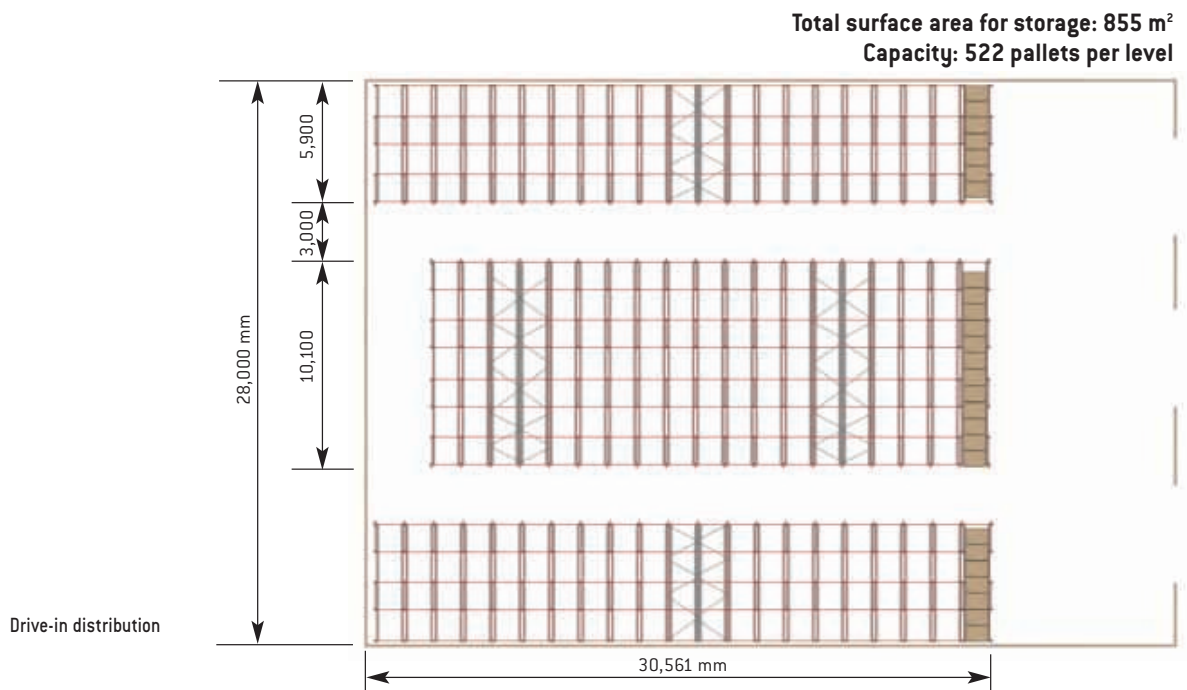 Total surface area for storage: 855 m²
Capacity: 522 pallets per level
5,900
3,000
10,100
28,000 mm
Drive-in distribution
30,561 mm